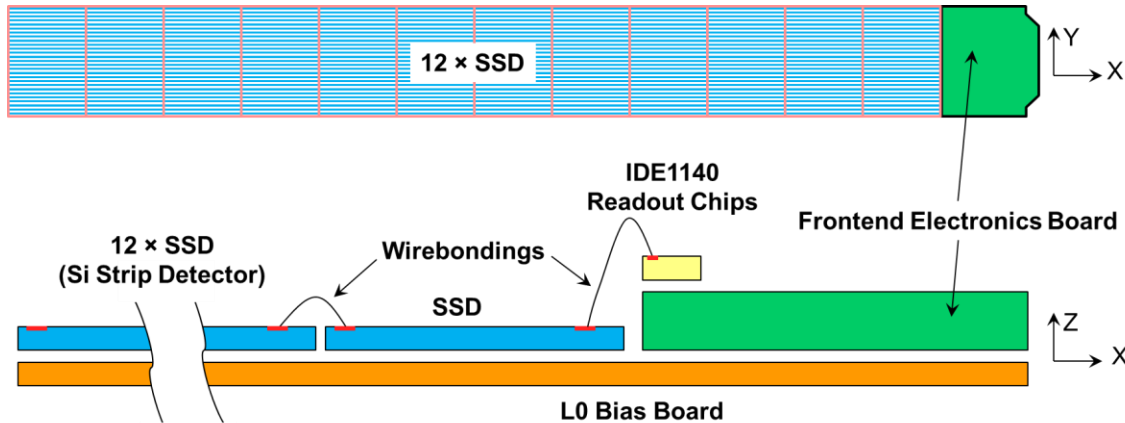 12 × SSD
Y
X
IDE1140
Readout Chips
Frontend Electronics Board
Wirebondings
12 × SSD
(Si Strip Detector)
SSD
Z
X
L0 Bias Board